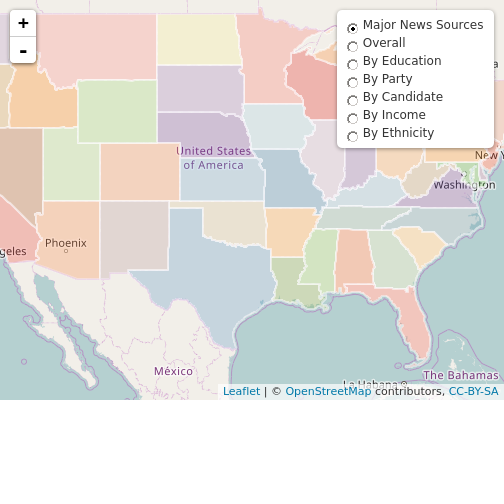 +
-
Major News Sources
Overall
By Education
By Party
By Candidate
By Income
By Ethnicity
United States
of America
New Y
Washington
Phoenix
geles
México
The Bahamas
La Habana
Leaflet | © OpenStreetMap contributors, CC-BY-SA